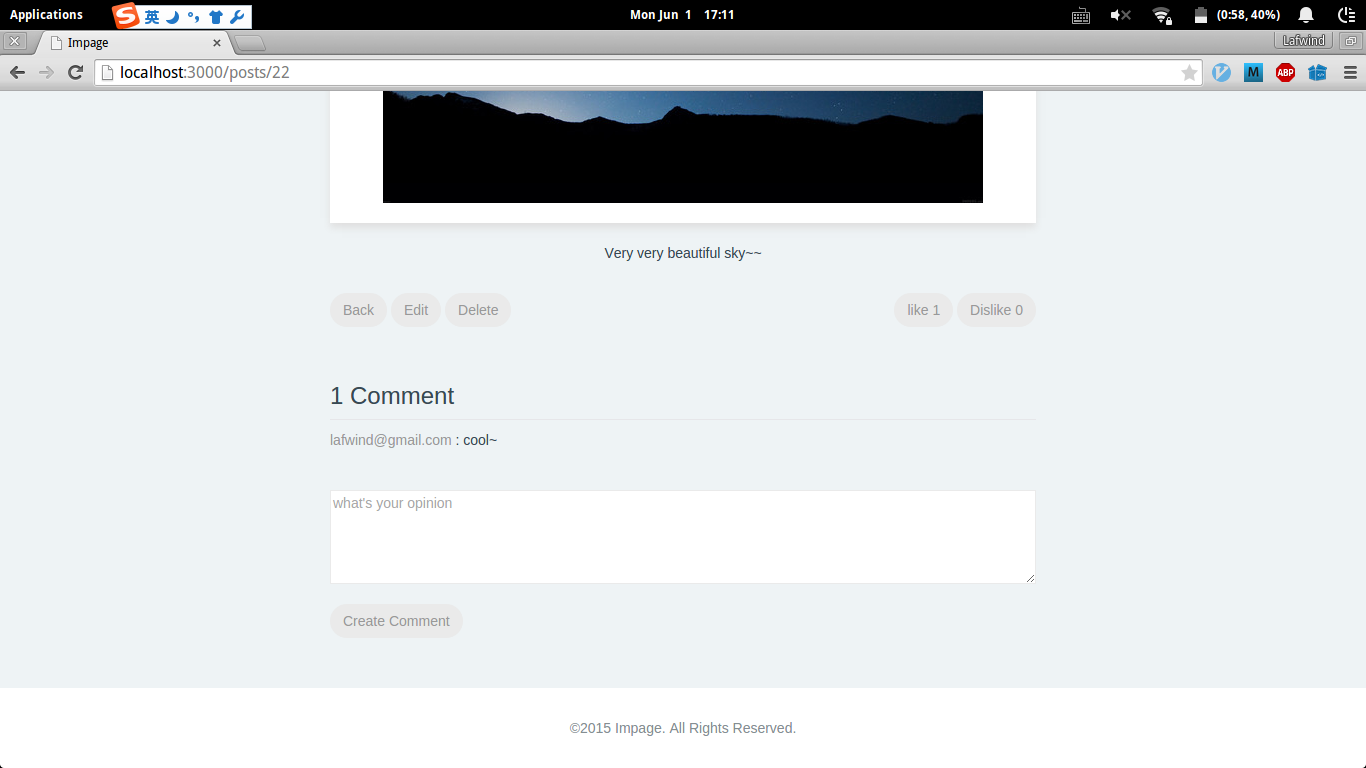 Applications
S 英
Mon Jun 1 17:11
(0:58, 40%)
Impage
Lafwind
localhost:3000/posts/22
M
ABP
Very very beautiful sky~~
Back Edit Delete
like 1 Dislike 0
1 Comment
lafwind@gmail.com : cool~
what's your opinion
Create Comment
©2015 Impage. All Rights Reserved.